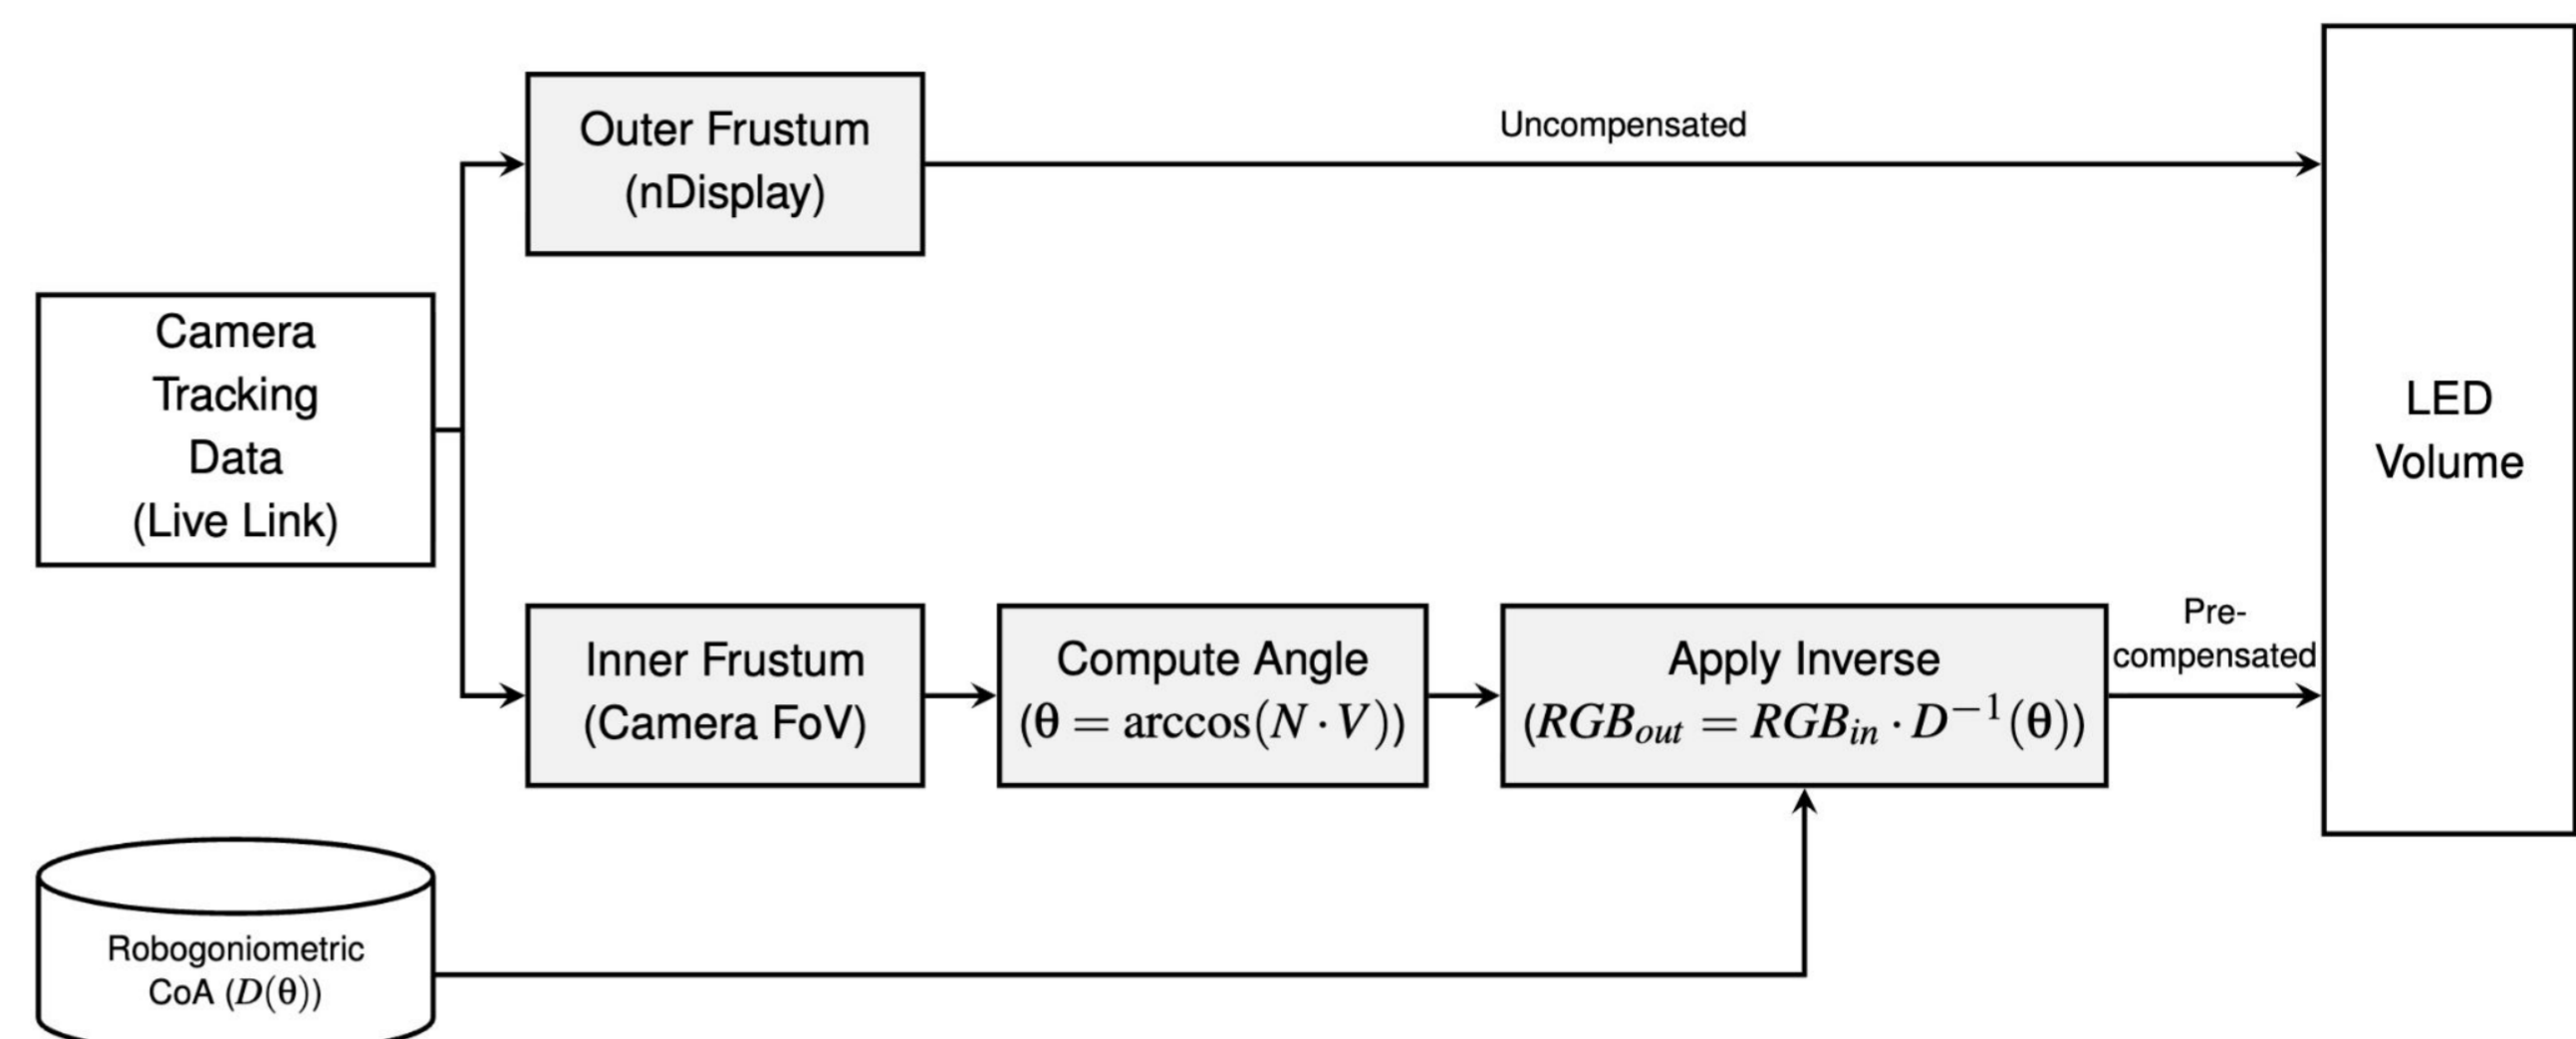 Outer Frustum
(nDisplay)
Uncompensated
Camera
Tracking
Data
(Live Link)
LED
Volume
Inner Frustum
(Camera FoV)
Compute Angle
(θ = arccos(N · V))
Apply Inverse
(RGB_out = RGB_in · D⁻¹(θ))
Pre-
compensated
Robogoniometric
CoA (D(θ))